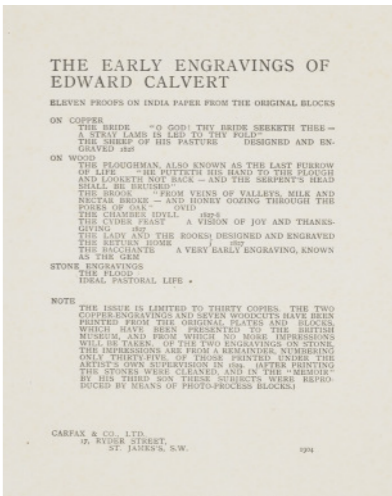 THE EARLY ENGRAVINGS OF
EDWARD CALVERT
ELEVEN PROOFS ON INDIA PAPER FROM THE ORIGINAL BLOCKS
ON COPPER
THE BRIDE "O GOD! THY BRIDE SEEKETH THEE —
A STRAY LAMB IS LED TO THY FOLD"
THE SHEEP OF HIS PASTURE DESIGNED AND EN-
GRAVED 1828
ON WOOD
THE PLOUGHMAN, ALSO KNOWN AS THE LAST FURROW
OF LIFE "HE PUTTETH HIS HAND TO THE PLOUGH
AND LOOKETH NOT BACK — AND THE SERPENT'S HEAD
SHALL BE BRUISED"
THE BROOK "FROM VEINS OF VALLEYS, MILK AND
NECTAR BROKE — AND HONEY OOZING THROUGH THE
PORES OF OAK" OVID
THE CHAMBER IDYLL 1827-8
THE CYDER FEAST A VISION OF JOY AND THANKS-
GIVING 1827
THE LADY AND THE ROOKS) DESIGNED AND ENGRAVED
THE RETURN HOME } 1827
THE BACCHANTE A VERY EARLY ENGRAVING, KNOWN
AS THE GEM
STONE ENGRAVINGS
THE FLOOD
IDEAL PASTORAL LIFE
NOTE
THE ISSUE IS LIMITED TO THIRTY COPIES. THE TWO
COPPER-ENGRAVINGS AND SEVEN WOODCUTS HAVE BEEN
PRINTED FROM THE ORIGINAL PLATES AND BLOCKS,
WHICH HAVE BEEN PRESENTED TO THE BRITISH
MUSEUM, AND FROM WHICH NO MORE IMPRESSIONS
WILL BE TAKEN. OF THE TWO ENGRAVINGS ON STONE,
THE IMPRESSIONS ARE FROM A REMAINDER, NUMBERING
ONLY THIRTY-FIVE, OF THOSE PRINTED UNDER THE
ARTIST'S OWN SUPERVISION IN 1829. (AFTER PRINTING
THE STONES WERE CLEANED, AND IN THE "MEMOIR"
BY HIS THIRD SON THESE SUBJECTS WERE REPRO-
DUCED BY MEANS OF PHOTO-PROCESS BLOCKS.)
CARFAX & CO., LTD.
17, RYDER STREET,
ST. JAMES'S, S.W. 1904